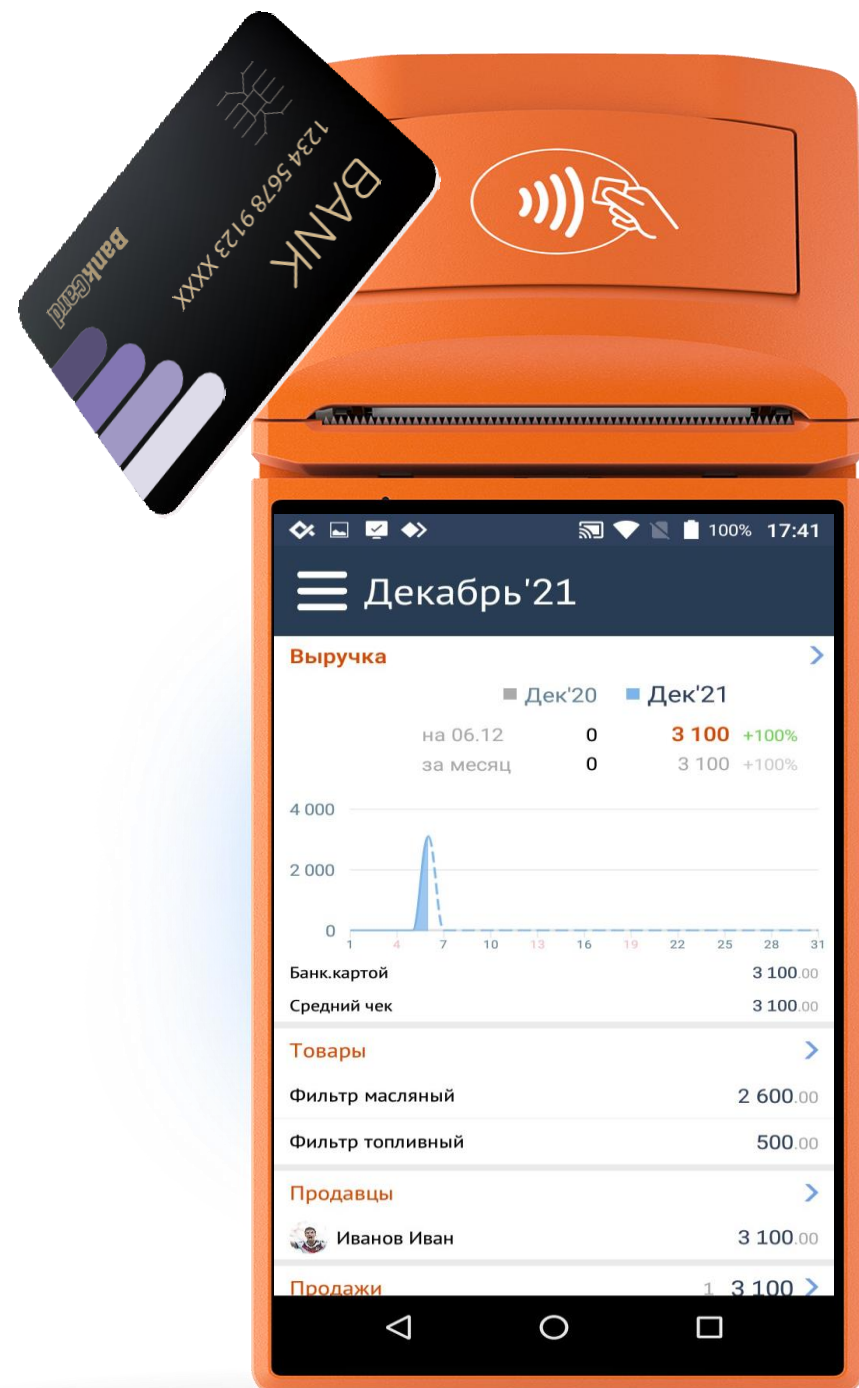 BANK
1234 5678 9123 XXXX
BankCard
100% 17:41
Декабрь'21
Выручка
Дек'20 Дек'21
на 06.12 0 3 100 +100%
за месяц 0 3 100 +100%
4 000
2 000
0
1 4 7 10 13 16 19 22 25 28 31
Банк.картой 3 100.00
Средний чек 3 100.00
Товары
Фильтр масляный 2 600.00
Фильтр топливный 500.00
Продавцы
Иванов Иван 3 100.00
Продажи 1 3 100